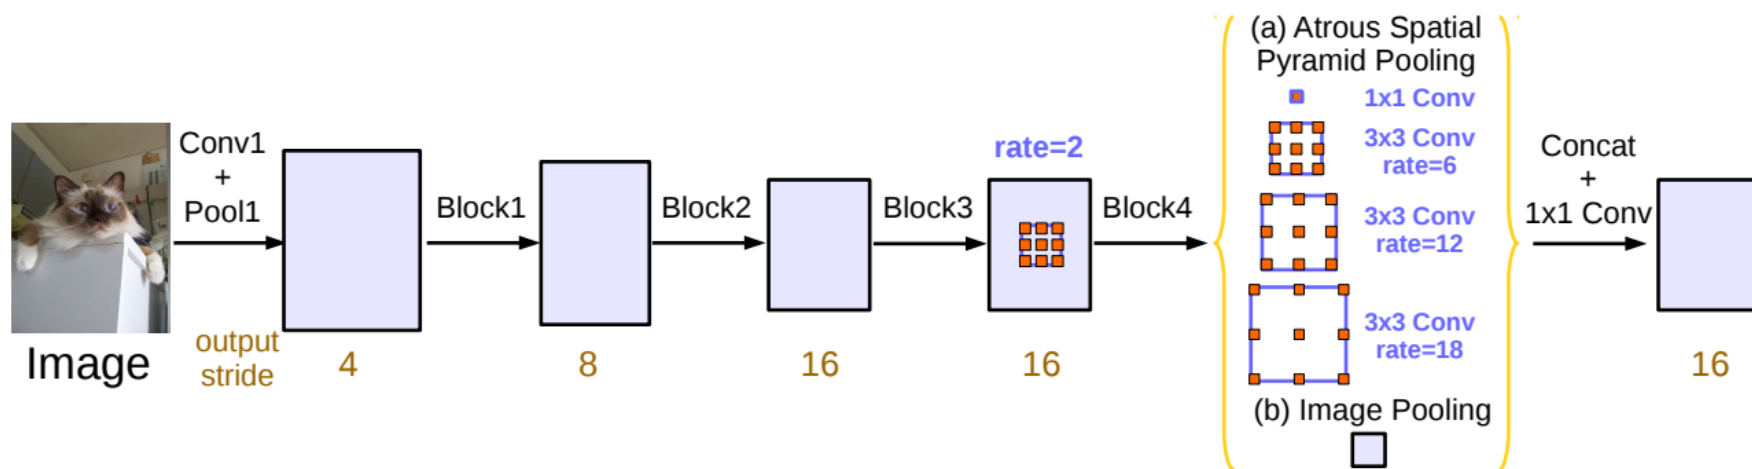 Image
Conv1
+
Pool1
output
stride
4
Block1
8
Block2
16
Block3
rate=2
16
Block4
(a) Atrous Spatial
Pyramid Pooling
1x1 Conv
3x3 Conv
rate=6
3x3 Conv
rate=12
3x3 Conv
rate=18
(b) Image Pooling
Concat
+
1x1 Conv
16